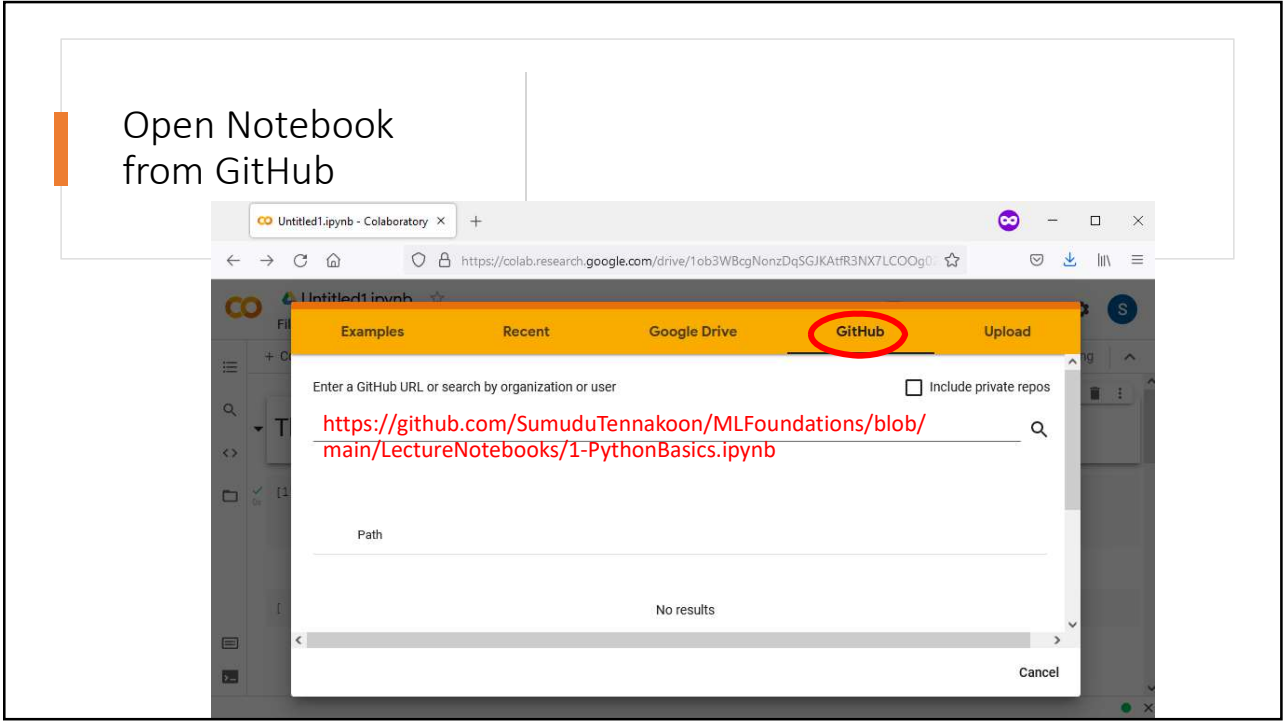 Open Notebook
from GitHub
Untitled1.ipynb - Colaboratory
https://colab.research.google.com/drive/1ob3WBcgNonzDqSGJKAtfR3NX7LCOOg0
Untitled1.ipynb
S
Examples Recent Google Drive GitHub Upload
Enter a GitHub URL or search by organization or user
Include private repos
https://github.com/SumuduTennakoon/MLFoundations/blob/
main/LectureNotebooks/1-PythonBasics.ipynb
Path
No results
Cancel